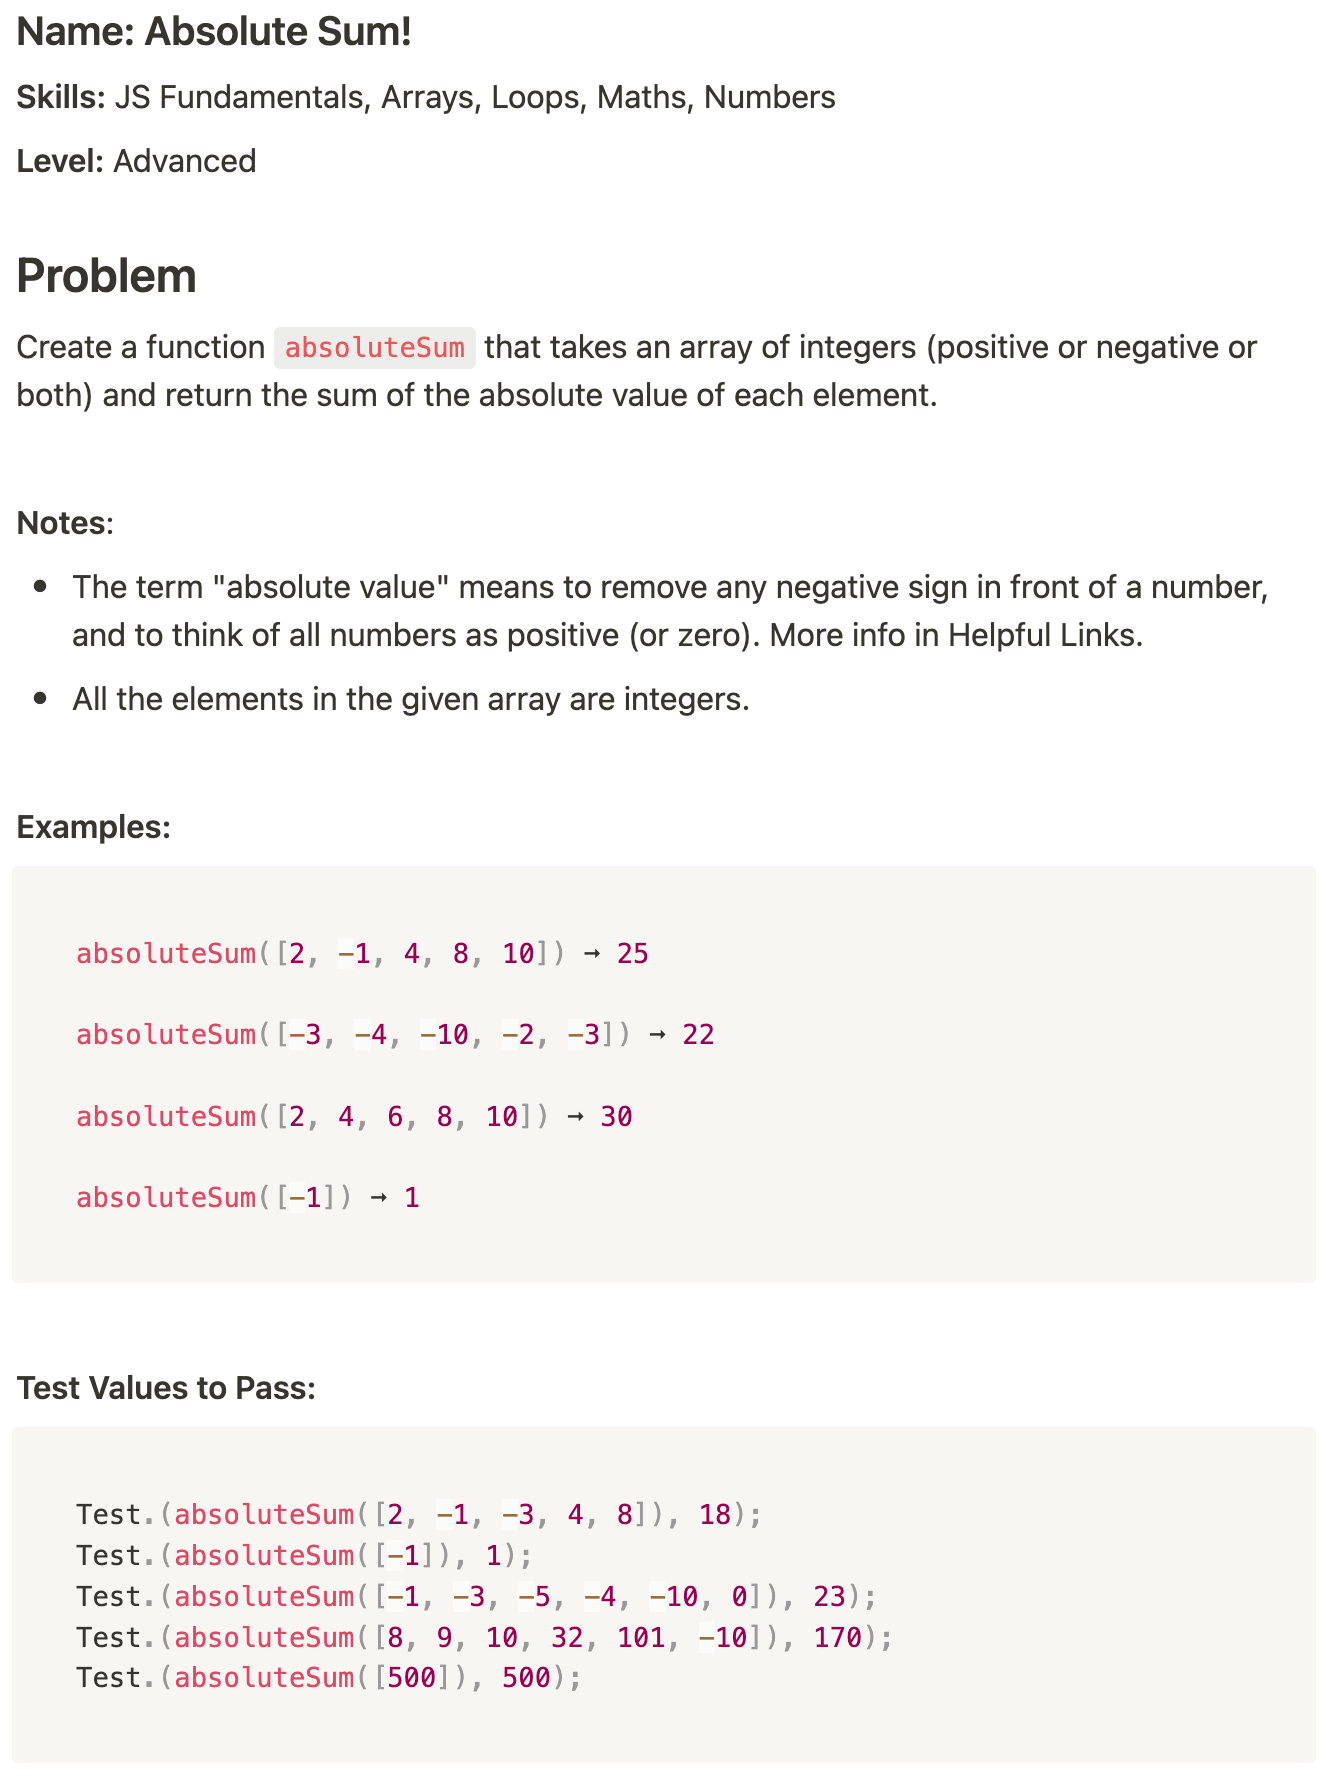 Name: Absolute Sum!
Skills: JS Fundamentals, Arrays, Loops, Maths, Numbers
Level: Advanced
Problem
Create a function absoluteSum that takes an array of integers (positive or negative or
both) and return the sum of the absolute value of each element.
Notes:
• The term "absolute value" means to remove any negative sign in front of a number,
and to think of all numbers as positive (or zero). More info in Helpful Links.
• All the elements in the given array are integers.
Examples:
absoluteSum([2, -1, 4, 8, 10]) → 25
absoluteSum([-3, -4, -10, -2, -3]) → 22
absoluteSum([2, 4, 6, 8, 10]) → 30
absoluteSum([-1]) → 1
Test Values to Pass:
Test.(absoluteSum([2, -1, -3, 4, 8]), 18);
Test.(absoluteSum([-1]), 1);
Test.(absoluteSum([-1, -3, -5, -4, -10, 0]), 23);
Test.(absoluteSum([8, 9, 10, 32, 101, -10]), 170);
Test.(absoluteSum([500]), 500);